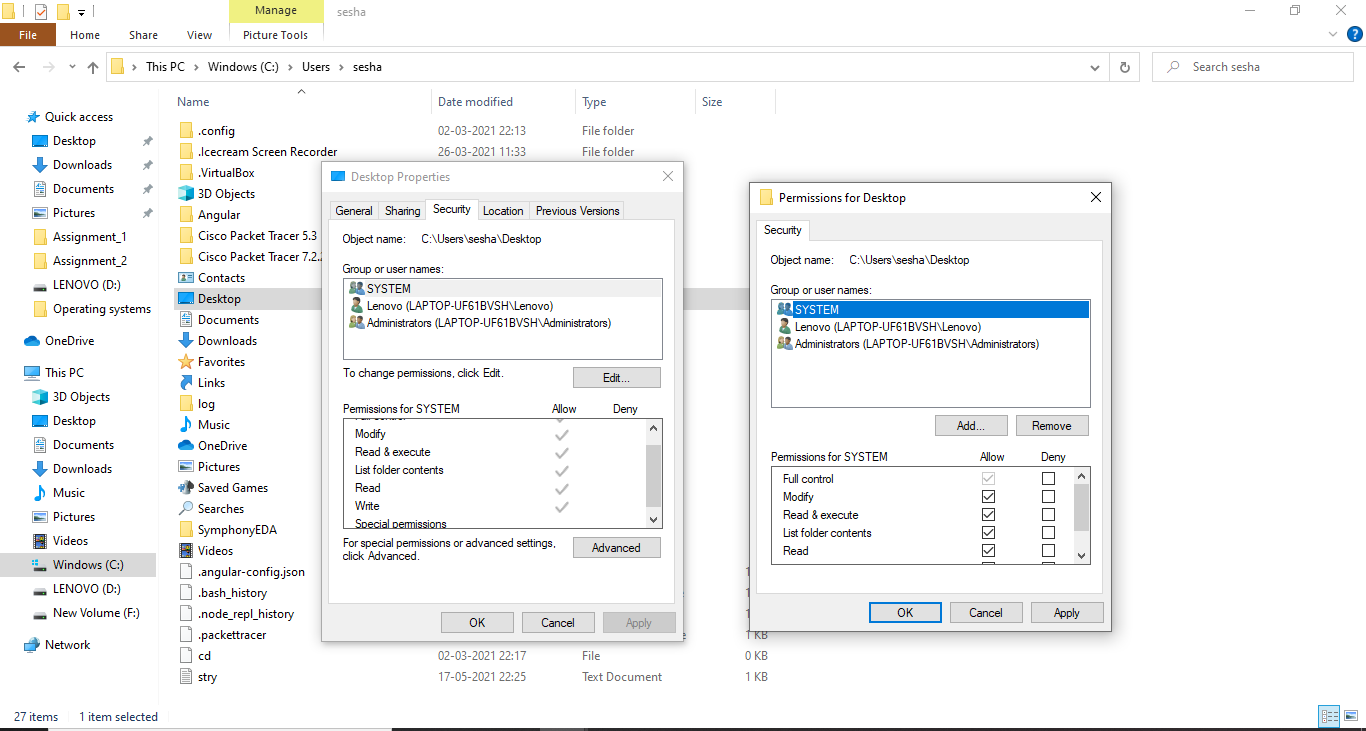 Manage
sesha
File Home Share View Picture Tools
This PC Windows (C:) Users sesha
Search sesha
Quick access
Desktop
Downloads
Documents
Pictures
Assignment_1
Assignment_2
LENOVO (D:)
Operating systems
OneDrive
This PC
3D Objects
Desktop
Documents
Downloads
Music
Pictures
Videos
Windows (C:)
LENOVO (D:)
New Volume (F:)
Network
Name Date modified Type Size
.config 02-03-2021 22:13 File folder
.Icecream Screen Recorder 26-03-2021 11:33 File folder
.VirtualBox
3D Objects
Angular
Cisco Packet Tracer 5.3
Cisco Packet Tracer 7.2.
Contacts
Desktop
Documents
Downloads
Favorites
Links
log
Music
OneDrive
Pictures
Saved Games
Searches
SymphonyEDA
Videos
.angular-config.json
.bash_history
.node_repl_history
.packettracer 1 KB
cd 02-03-2021 22:17 File 0 KB
stry 17-05-2021 22:25 Text Document 1 KB
Desktop Properties
General Sharing Security Location Previous Versions
Object name: C:\Users\sesha\Desktop
Group or user names:
SYSTEM
Lenovo (LAPTOP-UF61BVSH\Lenovo)
Administrators (LAPTOP-UF61BVSH\Administrators)
To change permissions, click Edit.
Edit...
Permissions for SYSTEM Allow Deny
Full control
Modify
Read & execute
List folder contents
Read
Write
Special permissions
For special permissions or advanced settings,
click Advanced.
Advanced
OK Cancel Apply
Permissions for Desktop
Security
Object name: C:\Users\sesha\Desktop
Group or user names:
SYSTEM
Lenovo (LAPTOP-UF61BVSH\Lenovo)
Administrators (LAPTOP-UF61BVSH\Administrators)
Add... Remove
Permissions for SYSTEM Allow Deny
Full control
Modify
Read & execute
List folder contents
Read
OK Cancel Apply
27 items 1 item selected